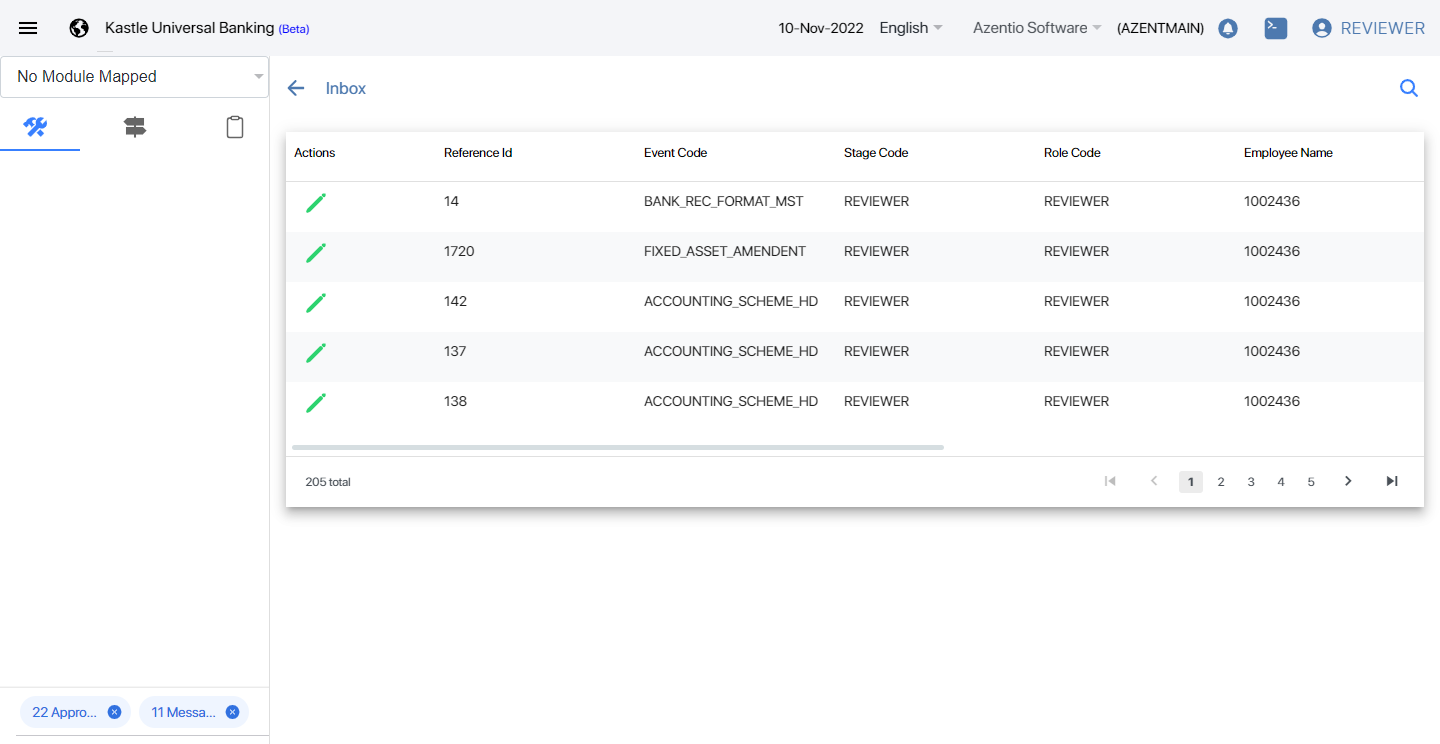 Kastle Universal Banking (Beta) 10-Nov-2022 English Azentio Software (AZENTMAIN) REVIEWER
No Module Mapped
Inbox
Actions Reference Id Event Code Stage Code Role Code Employee Name
14 BANK_REC_FORMAT_MST REVIEWER REVIEWER 1002436
1720 FIXED_ASSET_AMENDENT REVIEWER REVIEWER 1002436
142 ACCOUNTING_SCHEME_HD REVIEWER REVIEWER 1002436
137 ACCOUNTING_SCHEME_HD REVIEWER REVIEWER 1002436
138 ACCOUNTING_SCHEME_HD REVIEWER REVIEWER 1002436
205 total 1 2 3 4 5
22 Appro... 11 Messa...